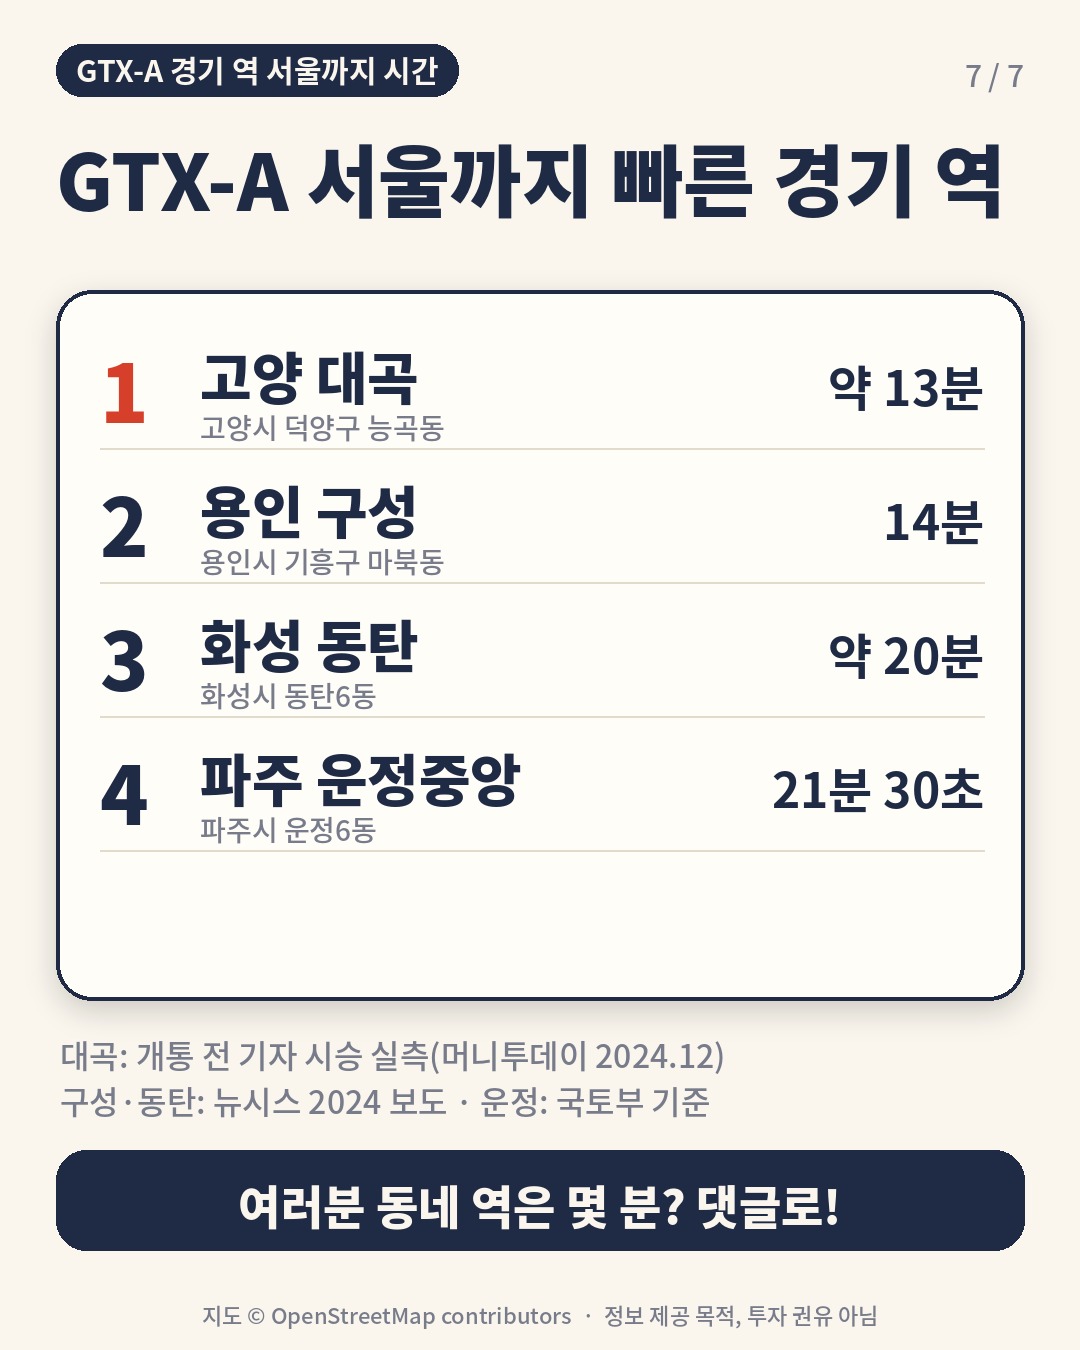 GTX-A 경기 역 서울까지 시간
7 / 7
GTX-A 서울까지 빠른 경기 역
1 고양 대곡 약 13분
고양시 덕양구 능곡동
2 용인 구성 14분
용인시 기흥구 마북동
3 화성 동탄 약 20분
화성시 동탄6동
4 파주 운정중앙 21분 30초
파주시 운정6동
대곡: 개통 전 기자 시승 실측(머니투데이 2024.12)
구성·동탄: 뉴시스 2024 보도 · 운정: 국토부 기준
여러분 동네 역은 몇 분? 댓글로!
지도 © OpenStreetMap contributors · 정보 제공 목적, 투자 권유 아님